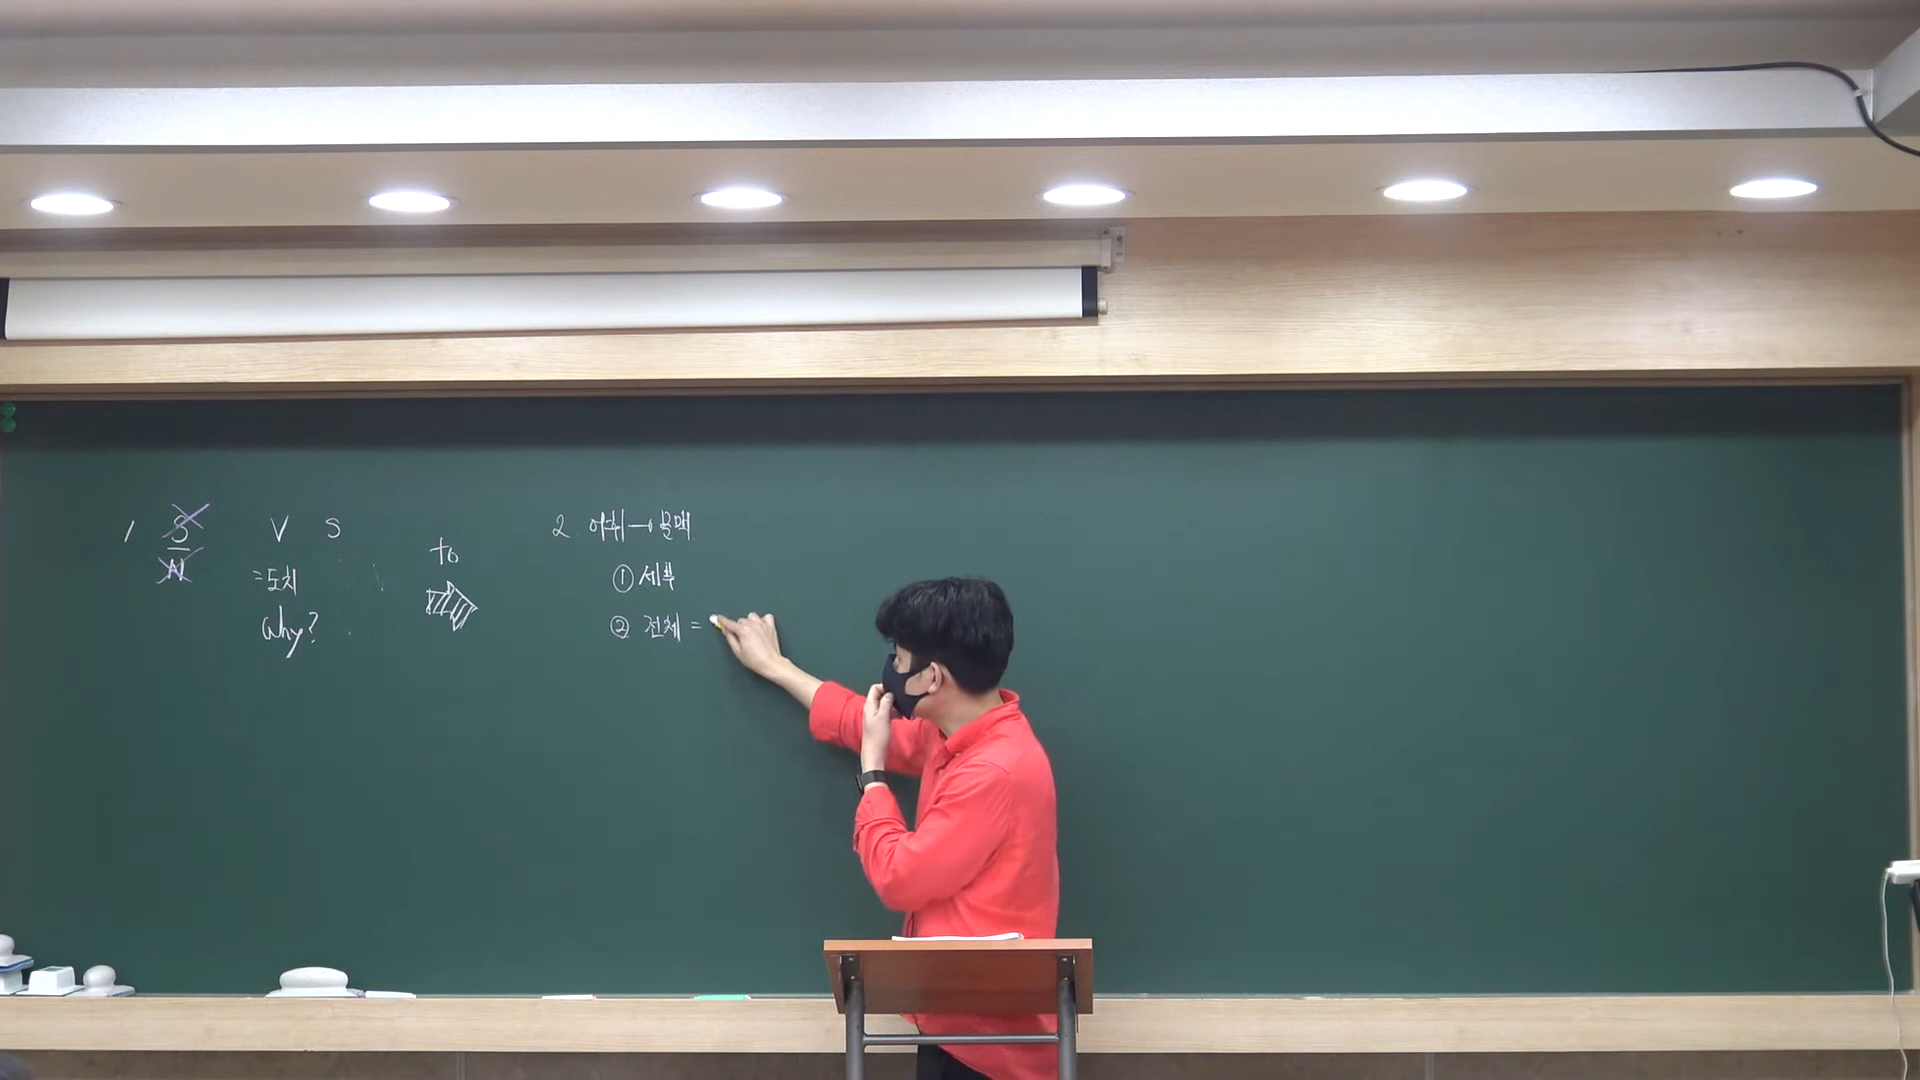 1 S V S
N
=도치
Why?
to
2. 어휘→문맥
① 세부
② 전체 =